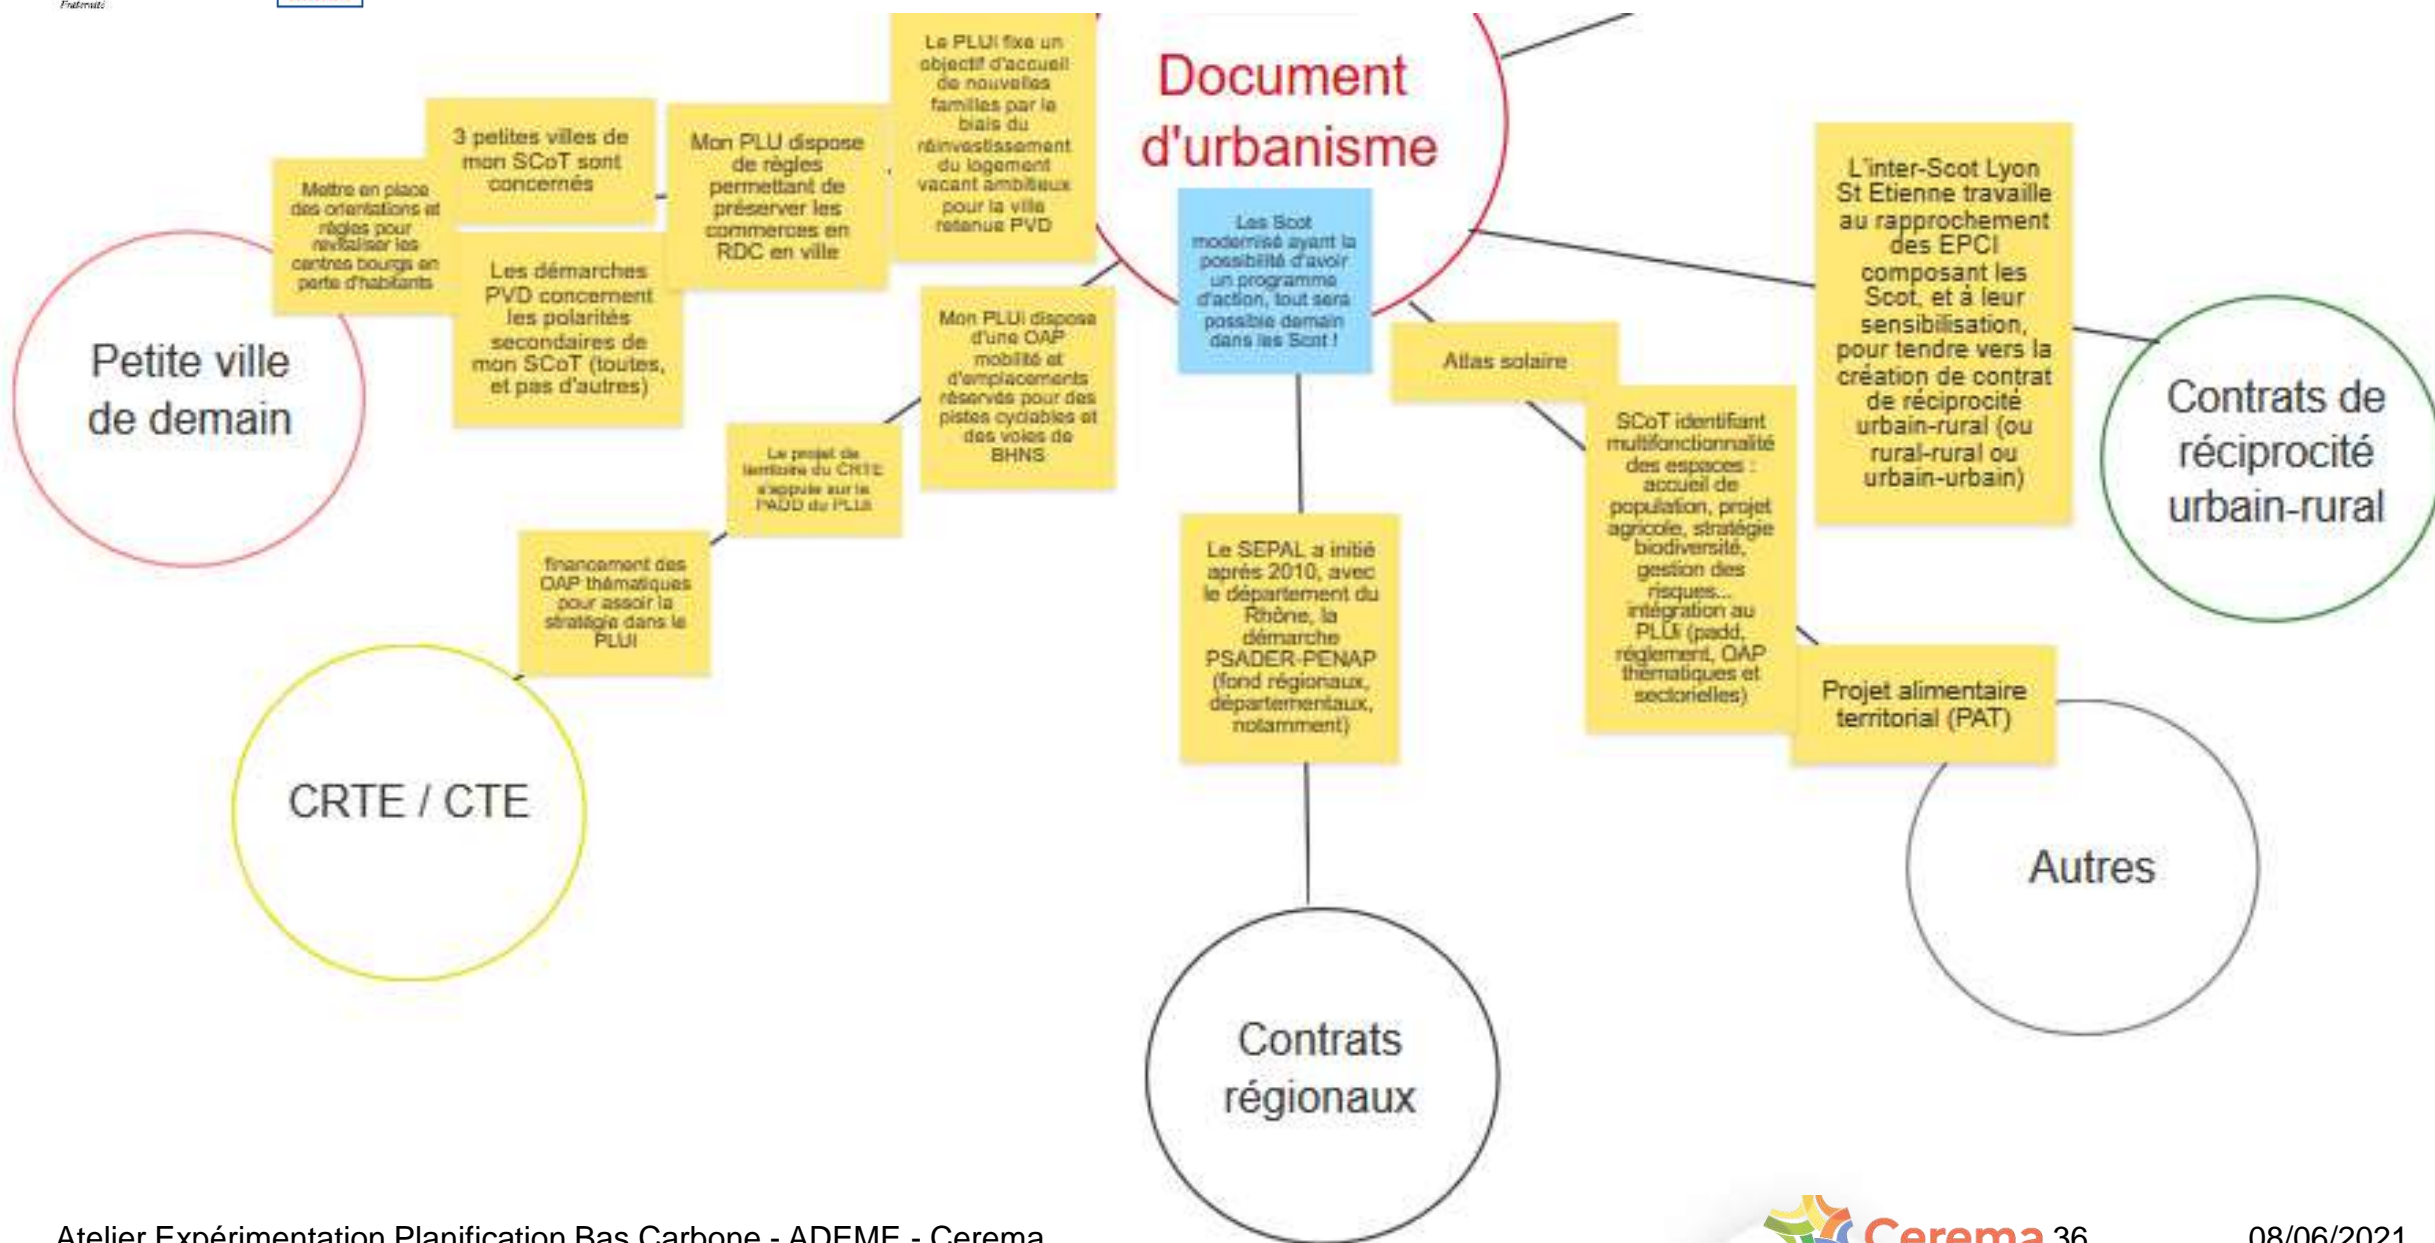 Fraternité
Le PLUi fixe un
objectif d'accueil
de nouvelles
familles par le
biais du
réinvestissement
du logement
vacant ambitieux
pour la ville
retenue PVD
Document
d'urbanisme
3 petites villes de
mon SCoT sont
concernés
Mon PLU dispose
de règles
permettant de
préserver les
commerces en
RDC en ville
Mettre en place
des orientations et
règles pour
revitaliser les
centres bourgs en
perte d'habitants
Les démarches
PVD concernent
les polarités
secondaires de
mon SCoT (toutes,
et pas d'autres)
Petite ville
de demain
Les Scot
modernisé ayant la
possibilité d'avoir
un programme
d'action, tout sera
possible demain
dans les Scot !
Mon PLUi dispose
d'une OAP
mobilité et
d'emplacements
réservés pour des
pistes cyclables et
des voies de
BHNS
Le projet de
territoire du CRTE
s'appuie sur le
PADD du PLUi
financement des
OAP thématiques
pour assoir la
stratégie dans le
PLUI
CRTE / CTE
Le SEPAL a initié
après 2010, avec
le département du
Rhône, la
démarche
PSADER-PENAP
(fond régionaux,
départementaux,
notamment)
Contrats
régionaux
Atlas solaire
SCoT identifiant
multifonctionnalité
des espaces :
accueil de
population, projet
agricole, stratégie
biodiversité,
gestion des
risques...
intégration au
PLUi (padd,
réglement, OAP
thématiques et
sectorielles)
Projet alimentaire
territorial (PAT)
Autres
L'inter-Scot Lyon
St Etienne travaille
au rapprochement
des EPCI
composant les
Scot, et à leur
sensibilisation,
pour tendre vers la
création de contrat
de réciprocité
urbain-rural (ou
rural-rural ou
urbain-urbain)
Contrats de
réciprocité
urbain-rural
Atelier Expérimentation Planification Bas Carbone - ADEME - Cerema
Cerema
36
08/06/2021